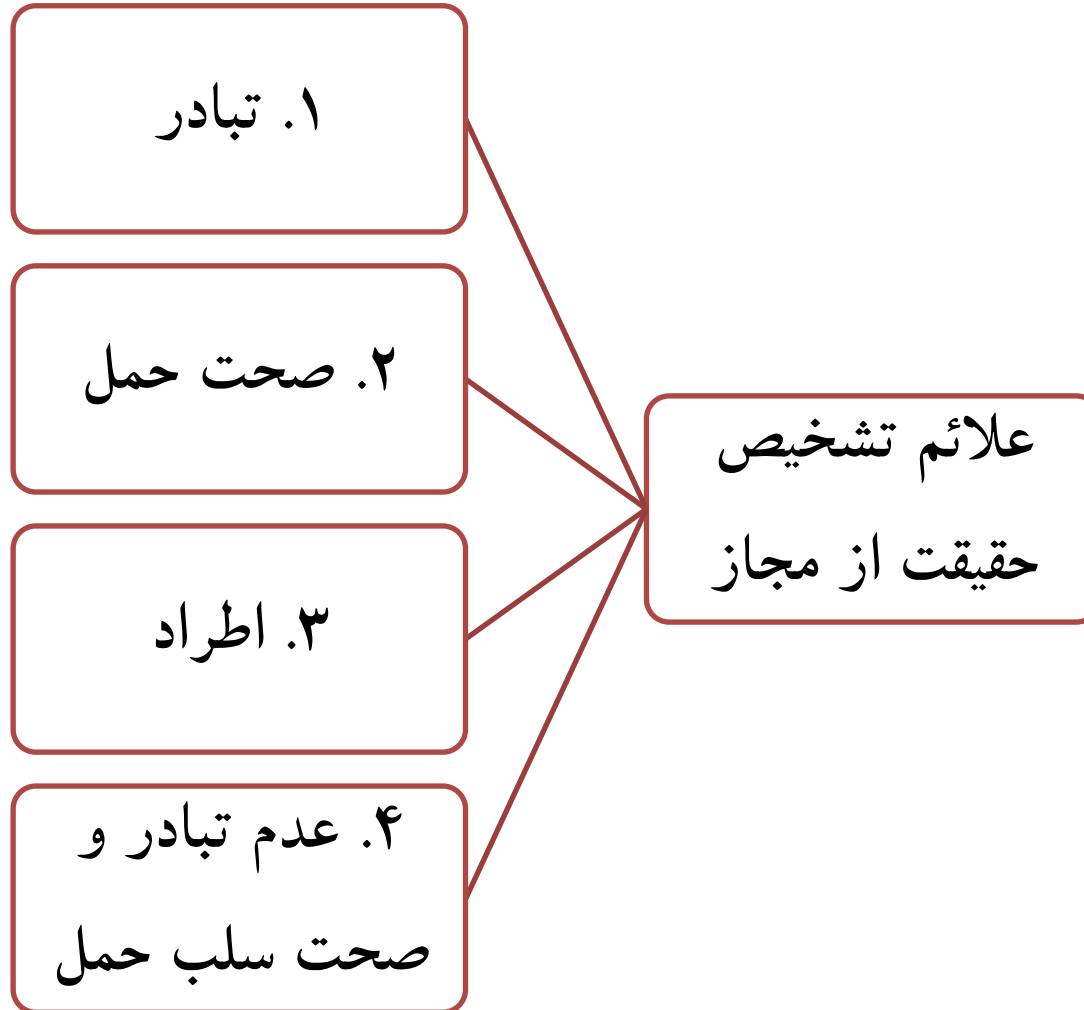 علائم تشخیص
حقیقت از مجاز
۱. تبادر
۲. صحت حمل
۳. اطراد
۴. عدم تبادر و
صحت سلب حمل